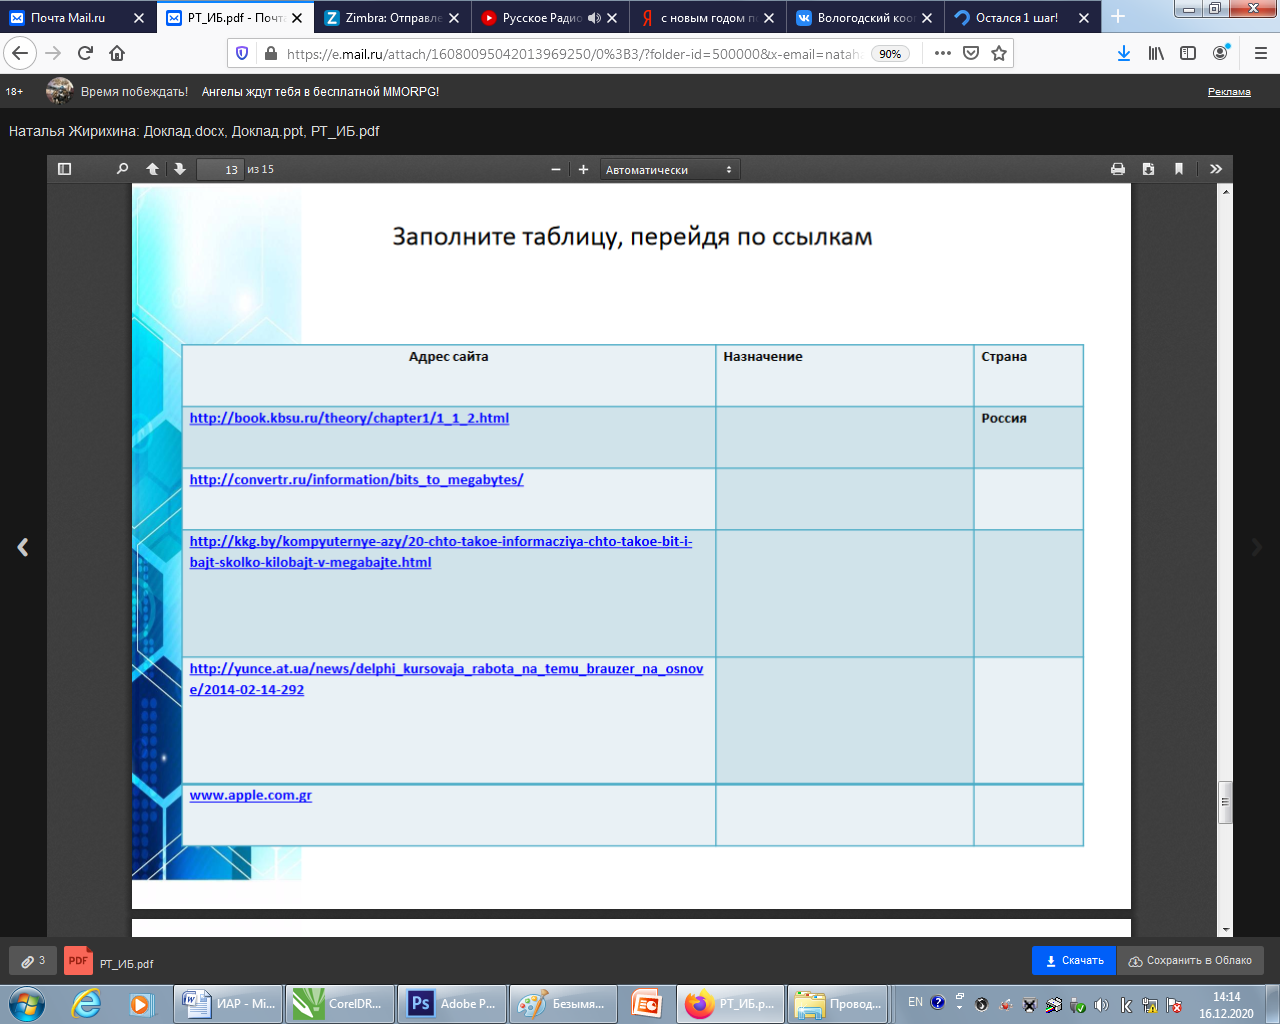 Почта Mail.ru
РТ_ИБ.pdf - Почта
Zimbra: Отправле
Русское Радио
с новым годом п
Вологодский кооп
Остался 1 шаг!
https://e.mail.ru/attach/16080095042013969250/0%3B3/?folder-id=500000&x-email=nataha
90%
18+
Время побеждать!
Ангелы ждут тебя в бесплатной MMORPG!
Реклама
Наталья Жирихина: Доклад.docx, Доклад.ppt, РТ_ИБ.pdf
13 из 15
Автоматически
Заполните таблицу, перейдя по ссылкам
Адрес сайта
Назначение
Страна
http://book.kbsu.ru/theory/chapter1/1_1_2.html
Россия
http://convertr.ru/information/bits_to_megabytes/
http://kkg.by/kompyuternye-azy/20-chto-takoe-informacziya-chto-takoe-bit-i-
bajt-skolko-kilobajt-v-megabajte.html
http://yunce.at.ua/news/delphi_kursovaja_rabota_na_temu_brauzer_na_osnov
e/2014-02-14-292
www.apple.com.gr
3
PDF
РТ_ИБ.pdf
Скачать
Сохранить в Облако
ИАР - Mi...
CorelDR...
Adobe P...
Безымя...
РТ_ИБ.p...
Провод...
EN
14:14
16.12.2020